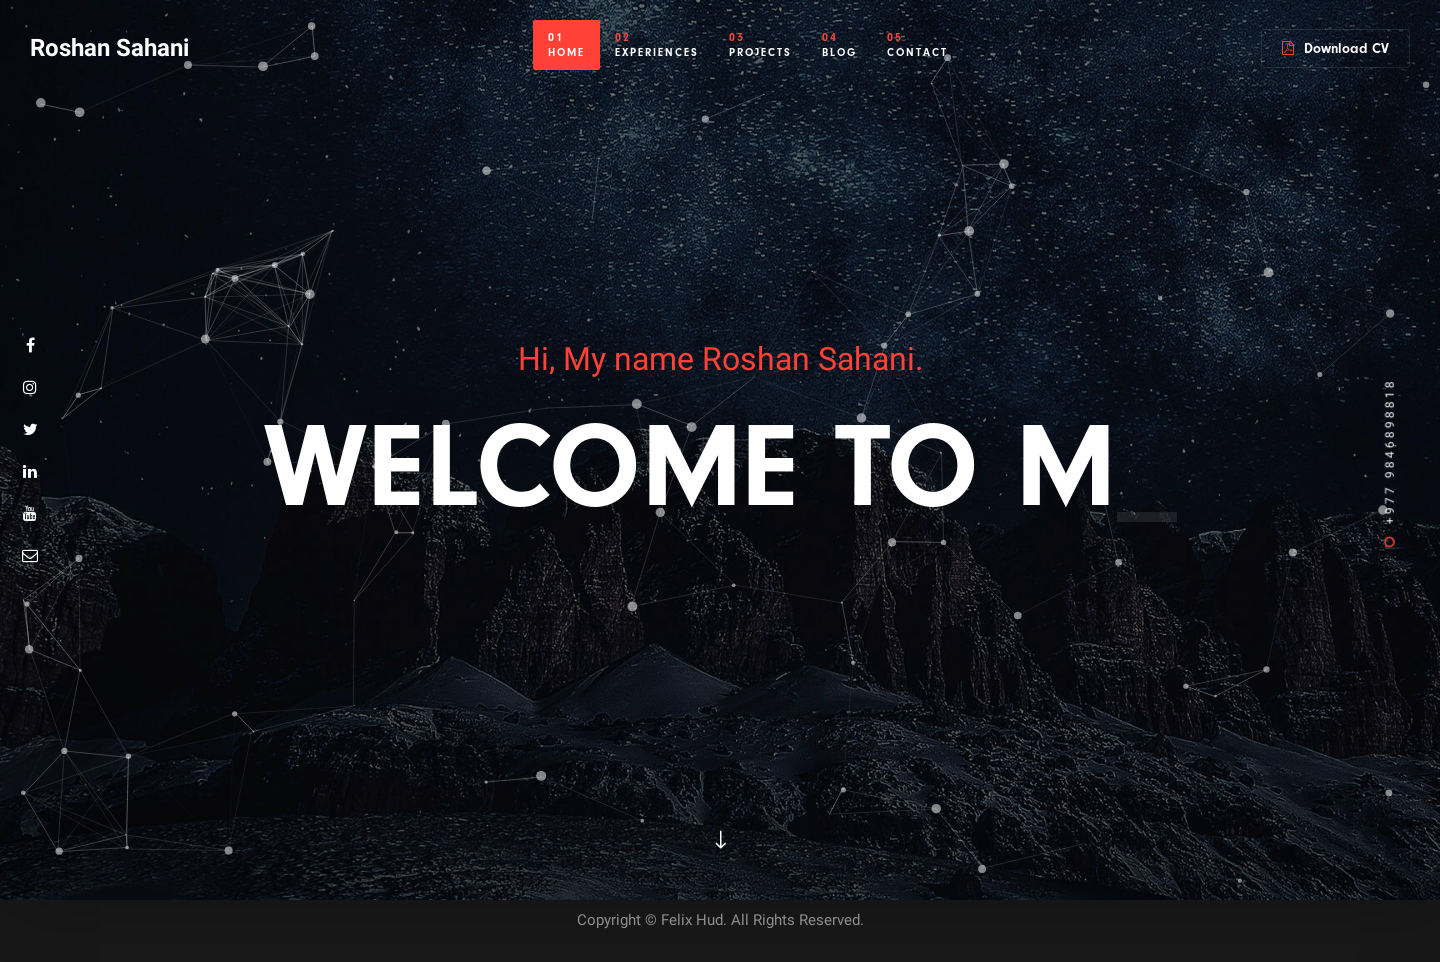 Roshan Sahani
01
HOME
02
EXPERIENCES
03
PROJECTS
04
BLOG
05
CONTACT
Download CV
Hi, My name Roshan Sahani.
WELCOME TO M
+977 9846898818
Copyright © Felix Hud. All Rights Reserved.